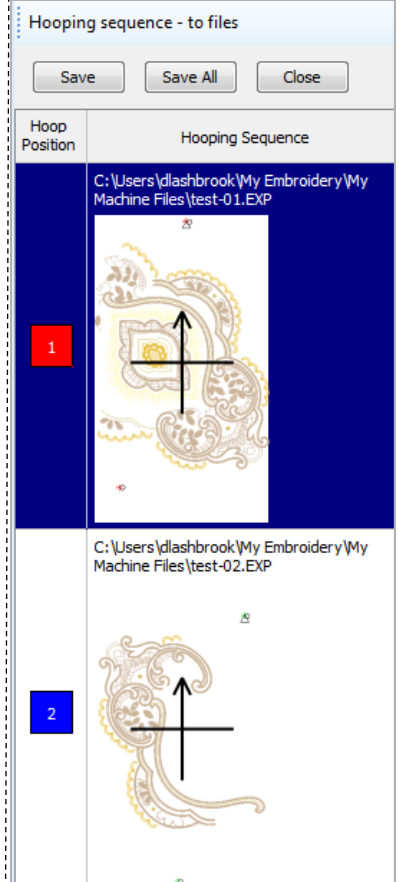 Hooping sequence - to files
Save Save All Close
Hoop Position Hooping Sequence
C:\Users\dlashbrook\My Embroidery\My
Machine Files\test-01.EXP
1
C:\Users\dlashbrook\My Embroidery\My
Machine Files\test-02.EXP
2